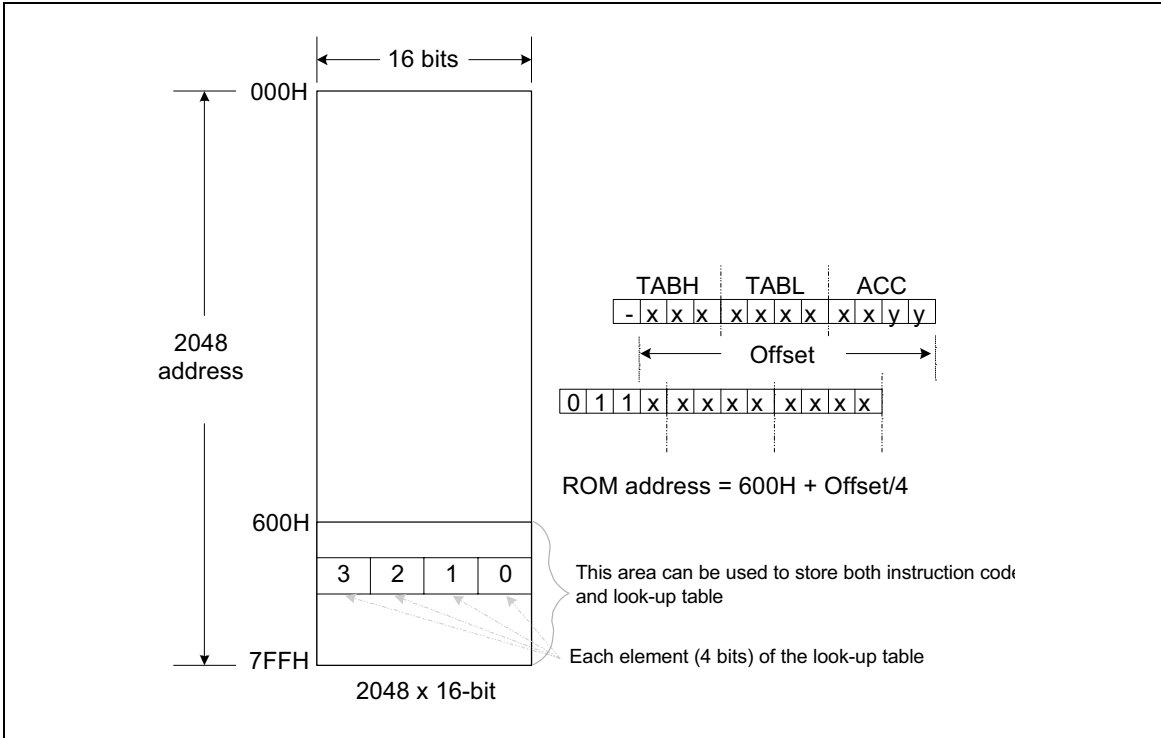 16 bits
000H
2048
address
TABH TABL ACC
- x x x x x x x x x y y
Offset
0 1 1 x x x x x x x x x
ROM address = 600H + Offset/4
600H
3 2 1 0
This area can be used to store both instruction code
and look-up table
7FFH
Each element (4 bits) of the look-up table
2048 x 16-bit